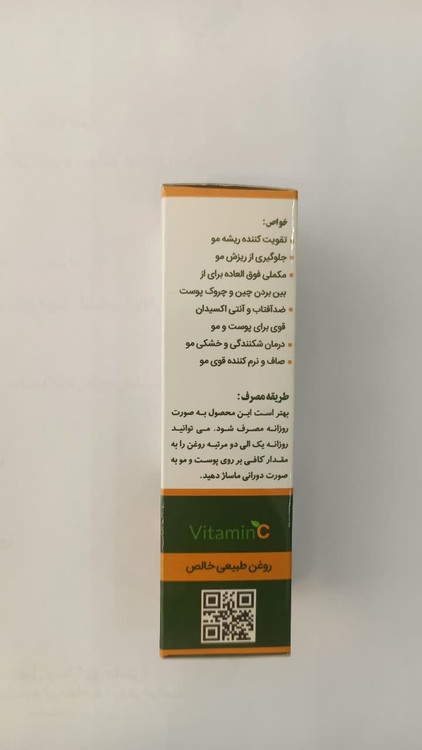 خواص:
تقویت کننده ریشه مو
جلوگیری از ریزش مو
مکملی فوق العاده برای از
بین بردن چین و چروک پوست
ضدآفتاب و آنتی اکسیدان
قوی برای پوست و مو
درمان شکنندگی و خشکی مو
صاف و نرم کننده قوی مو
طریقه مصرف:
بهتر است این محصول به صورت
روزانه مصرف شود. می توانید
روزانه یک الی دو مرتبه روغن را به
مقدار کافی بر روی پوست و مو به
صورت دورانی ماساژ دهید.
Vitamin C
روغن طبیعی خالص